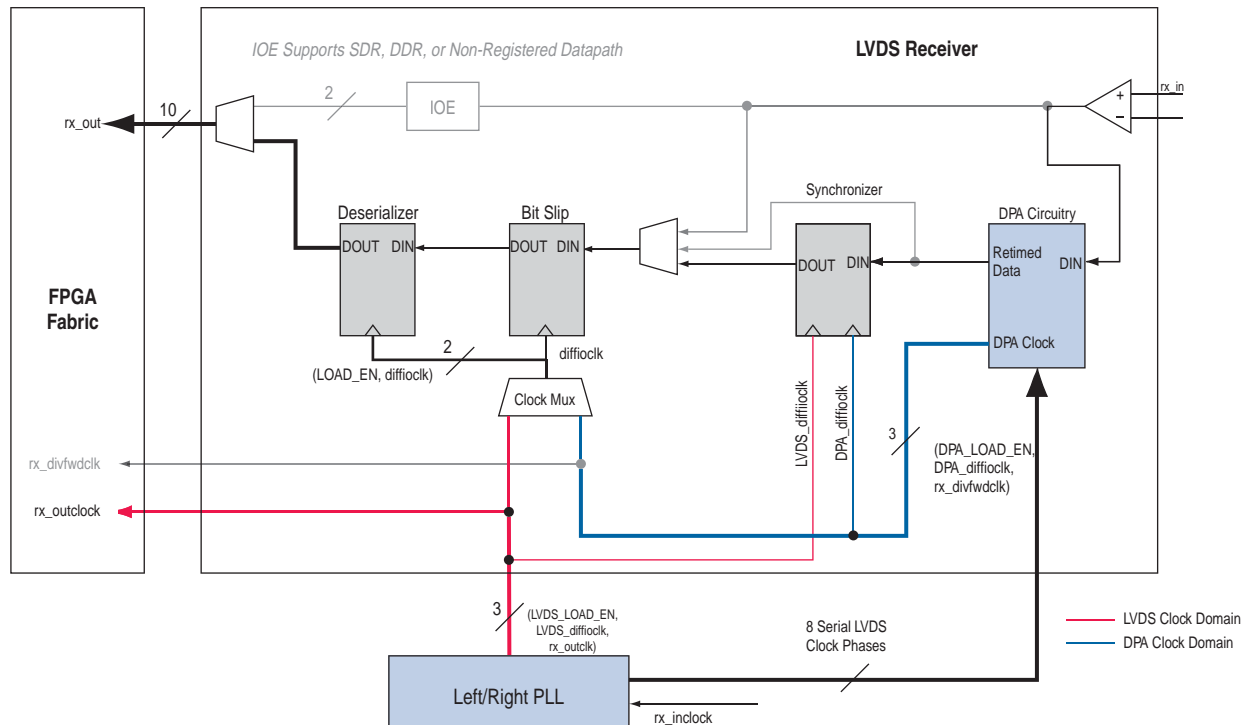 IOE Supports SDR, DDR, or Non-Registered Datapath
LVDS Receiver
rx_in
+
–
2
IOE
10
rx_out
Synchronizer
Deserializer
Bit Slip
DPA Circuitry
DOUT DIN
DOUT DIN
DOUT DIN
Retimed
Data
DIN
DPA Clock
FPGA
Fabric
2
(LOAD_EN, diffioclk)
diffioclk
Clock Mux
LVDS_diffiioclk
DPA_diffioclk
3
(DPA_LOAD_EN,
DPA_diffioclk,
rx_divfwdclk)
rx_divfwdclk
rx_outclock
3
(LVDS_LOAD_EN,
LVDS_diffioclk,
rx_outclk)
8 Serial LVDS
Clock Phases
LVDS Clock Domain
DPA Clock Domain
Left/Right PLL
rx_inclock